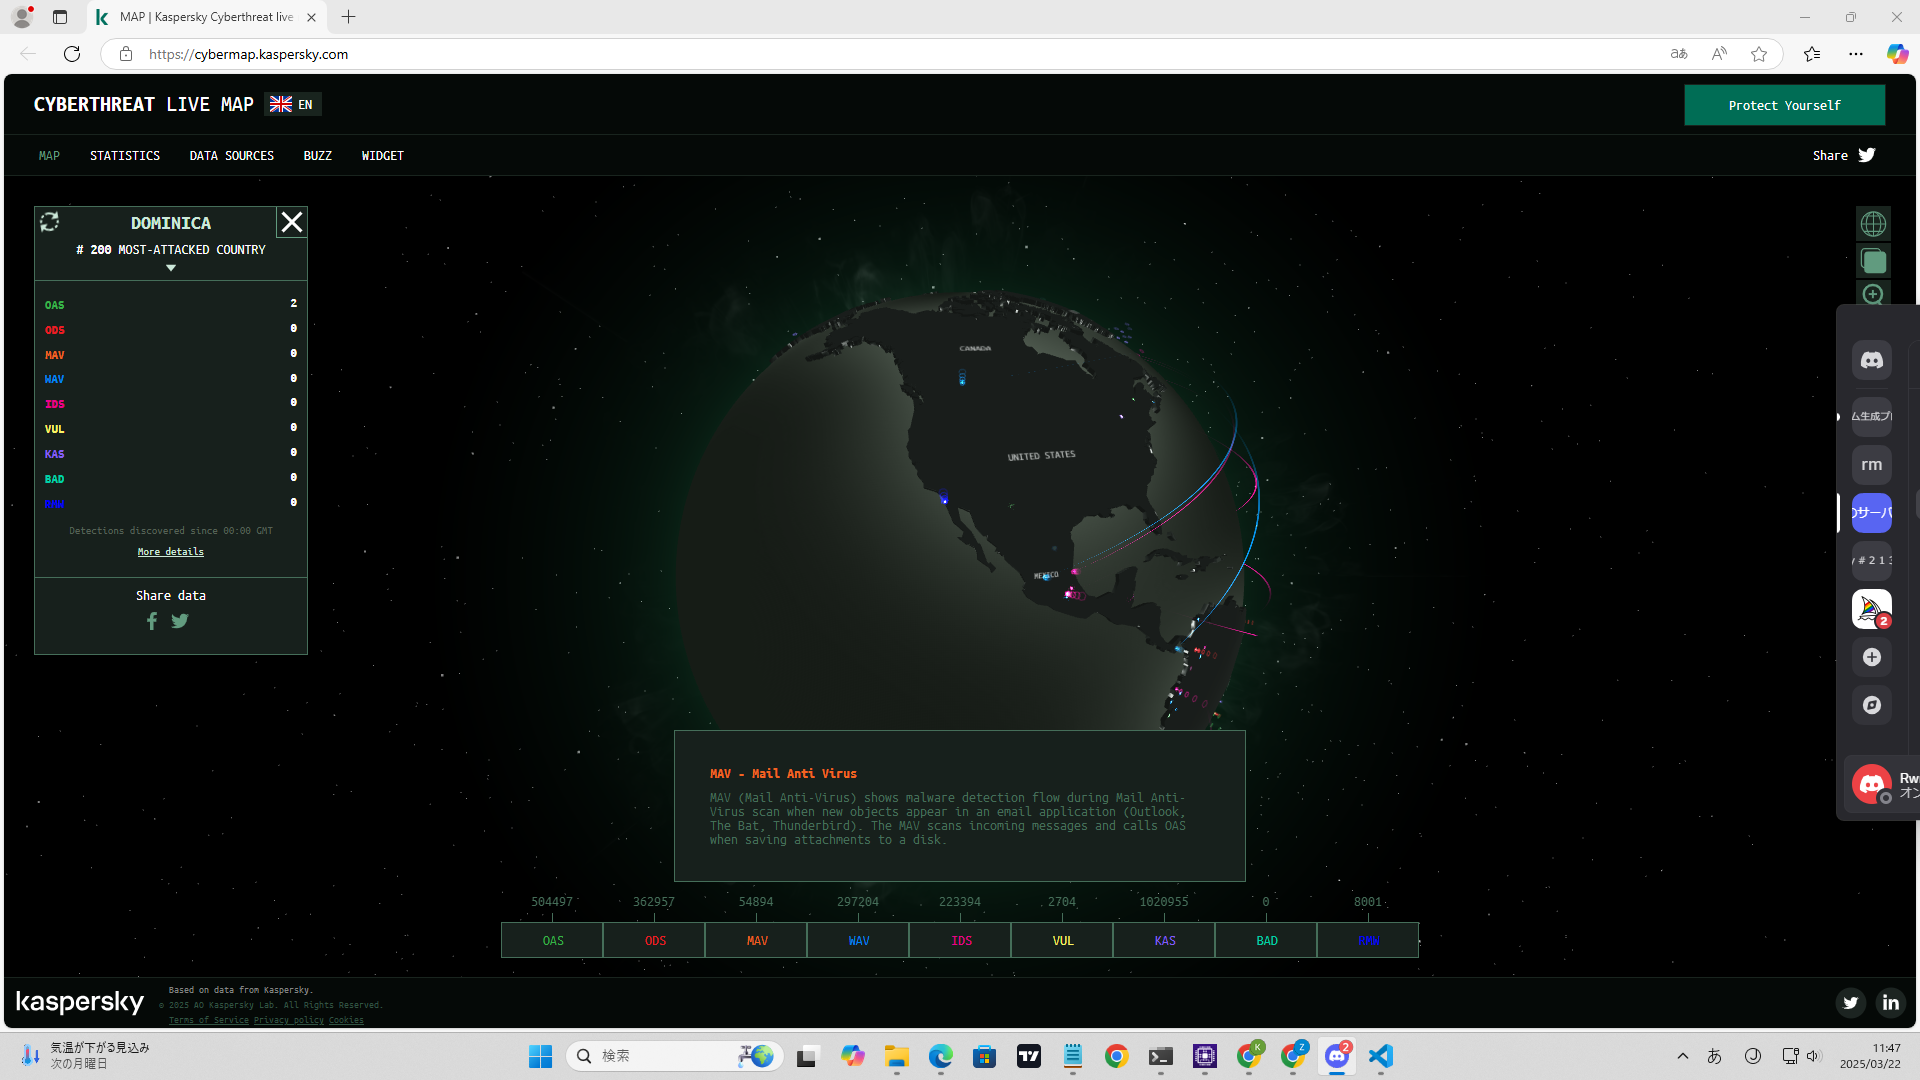 MAP | Kaspersky Cyberthreat live
https://cybermap.kaspersky.com
CYBERTHREAT LIVE MAP
EN
Protect Yourself
MAP
STATISTICS
DATA SOURCES
BUZZ
WIDGET
Share
DOMINICA
# 200 MOST-ATTACKED COUNTRY
OAS 2
ODS 0
MAV 0
WAV 0
IDS 0
VUL 0
KAS 0
BAD 0
RMW 0
Detections discovered since 00:00 GMT
More details
Share data
CANADA
UNITED STATES
MEXICO
ム生成プ
rm
のサーバ
y # 2 1 3
2
Rw
オン
MAV - Mail Anti Virus
MAV (Mail Anti-Virus) shows malware detection flow during Mail Anti-
Virus scan when new objects appear in an email application (Outlook,
The Bat, Thunderbird). The MAV scans incoming messages and calls OAS
when saving attachments to a disk.
504497 362957 54894 297204 223394 2704 1020955 0 8001
OAS ODS MAV WAV IDS VUL KAS BAD RMW
kaspersky
Based on data from Kaspersky.
© 2025 AO Kaspersky Lab. All Rights Reserved.
Terms of Service Privacy policy Cookies
気温が下がる見込み
次の月曜日
検索
K
Z
2
あ
11:47
2025/03/22